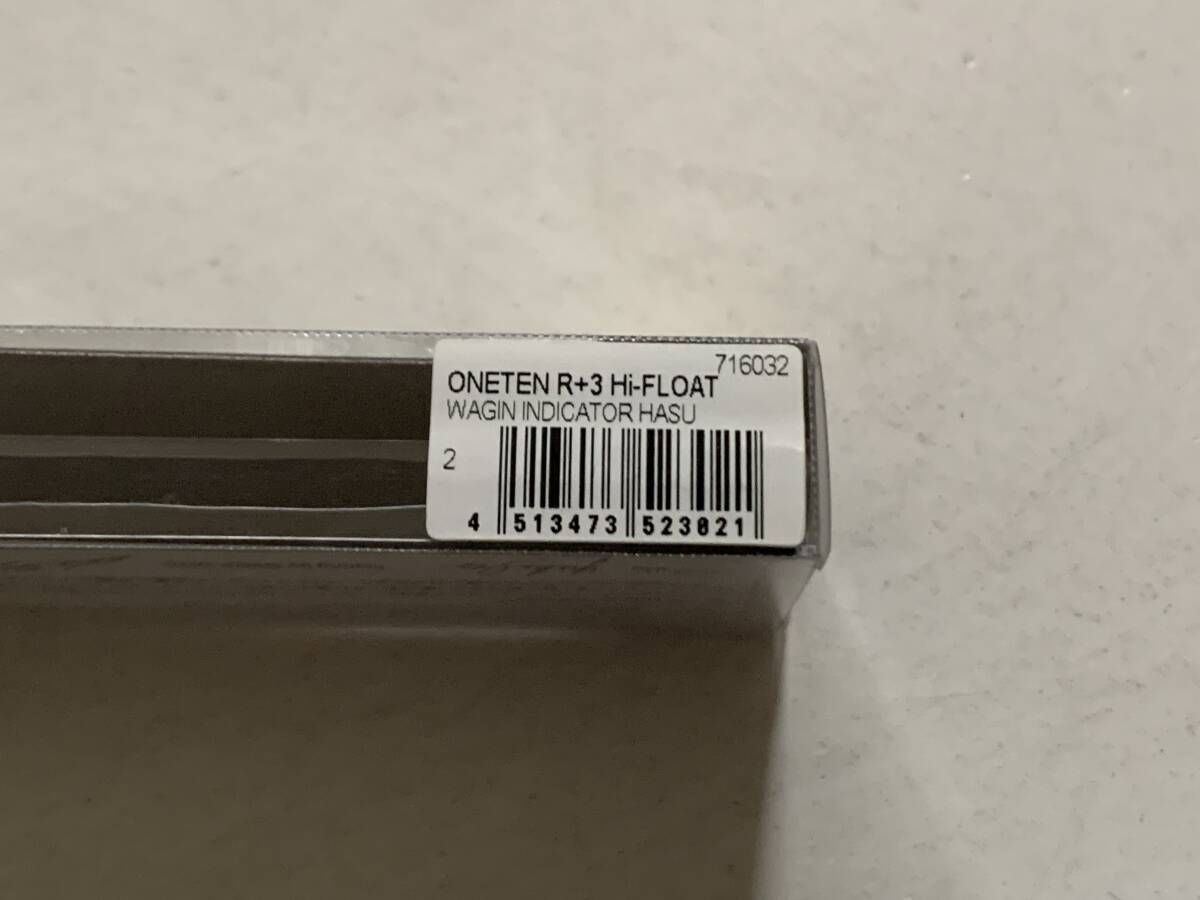 716032
ONETEN R+3 Hi-FLOAT
WAGIN INDICATOR HASU
2
4 513473 523021